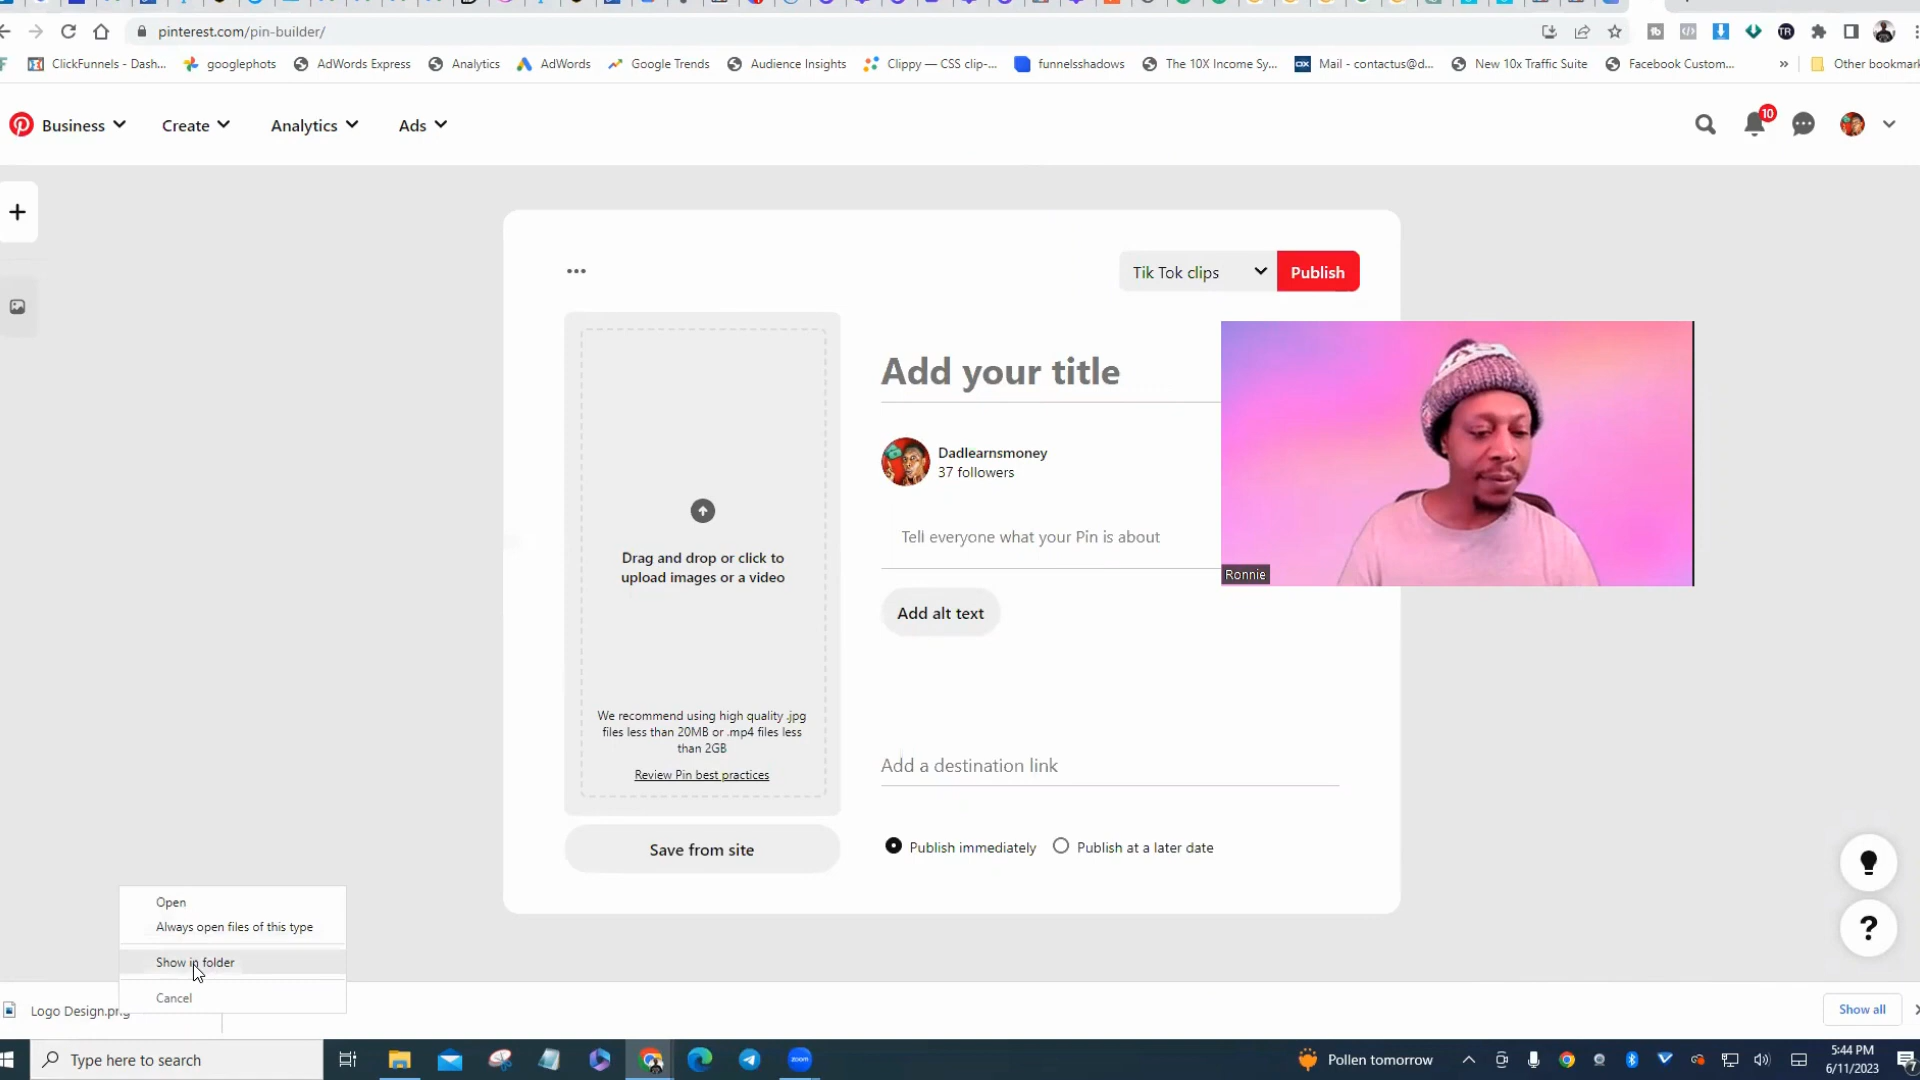 pinterest.com/pin-builder/
ClickFunnels - Dash...
googlephots
AdWords Express
Analytics
AdWords
Google Trends
Audience Insights
Clippy — CSS clip-...
funnelsshadows
The 10X Income Sy...
Mail - contactus@d...
New 10x Traffic Suite
Facebook Custom...
»
Other bookmark
Business
Create
Analytics
Ads
10
Tik Tok clips
Publish
Add your title
Dadlearnsmoney
37 followers
Tell everyone what your Pin is about
Ronnie
Drag and drop or click to
upload images or a video
Add alt text
We recommend using high quality .jpg
files less than 20MB or .mp4 files less
than 2GB
Review Pin best practices
Add a destination link
Save from site
Publish immediately
Publish at a later date
Open
Always open files of this type
Show in folder
Cancel
Logo Design.png
Show all
Type here to search
zoom
Pollen tomorrow
5:44 PM
6/11/2023
7